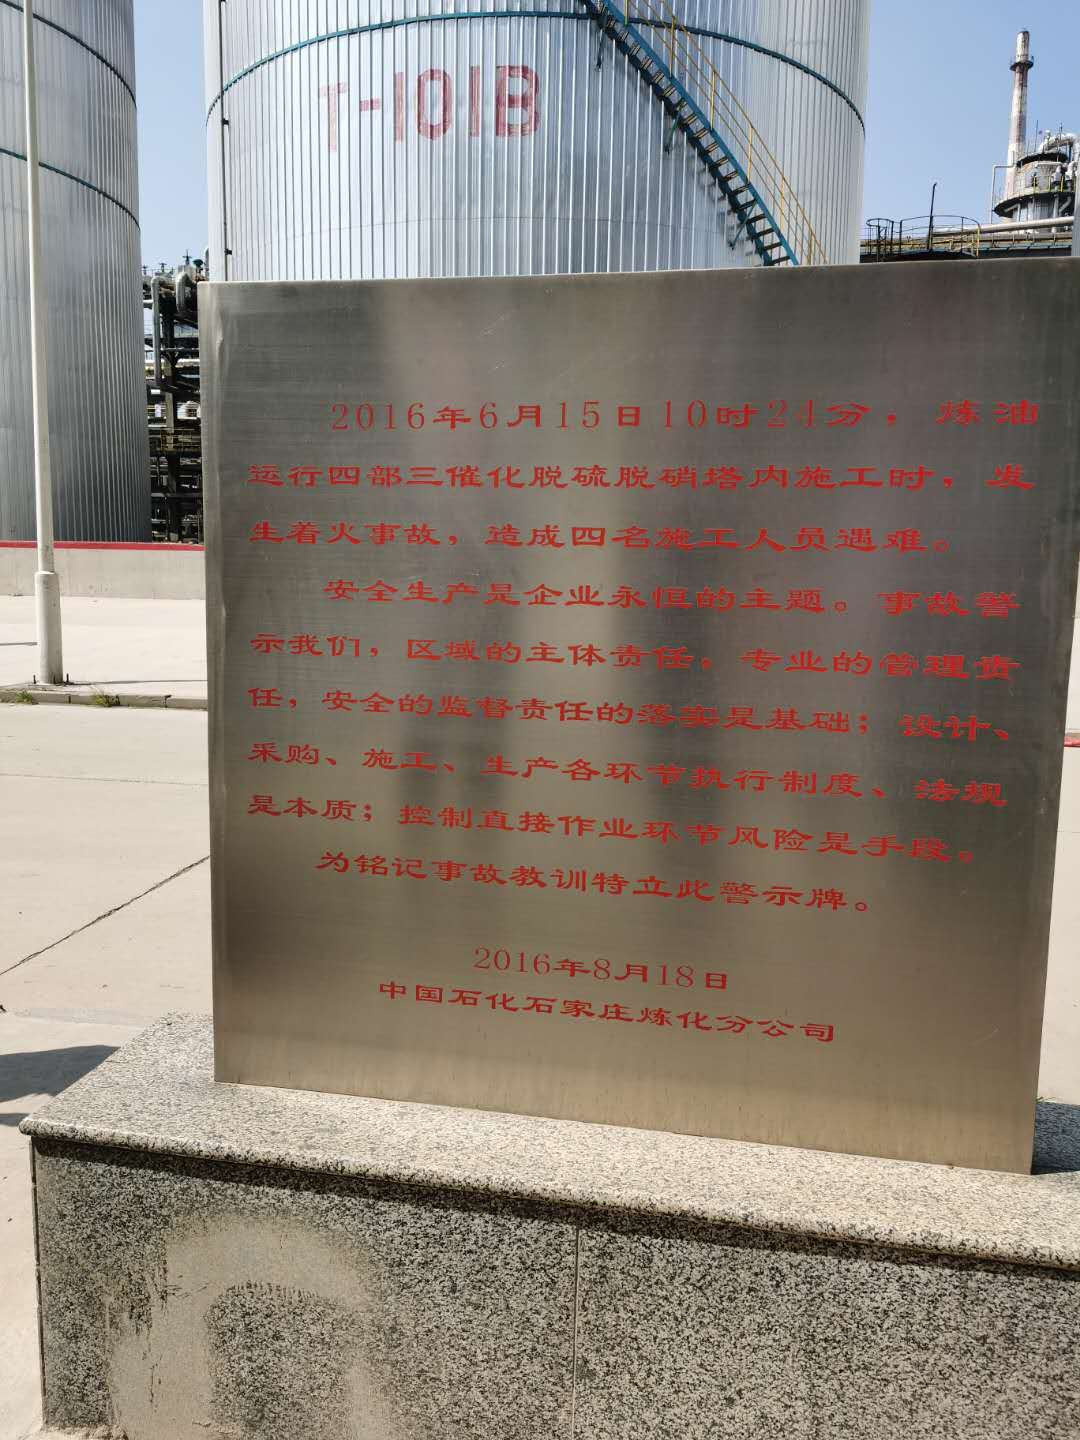 T-101B
2016年6月15日10时24分，炼油
运行四部三催化脱硫脱硝塔内施工时，发
生着火事故，造成四名施工人员遇难。
安全生产是企业永恒的主题。事故警
示我们，区域的主体责任，专业的管理责
任，安全的监督责任的落实是基础；设计、
采购、施工、生产各环节执行制度、法规
是本质；控制直接作业环节风险是手段。
为铭记事故教训特立此警示牌。
2016年8月18日
中国石化石家庄炼化分公司